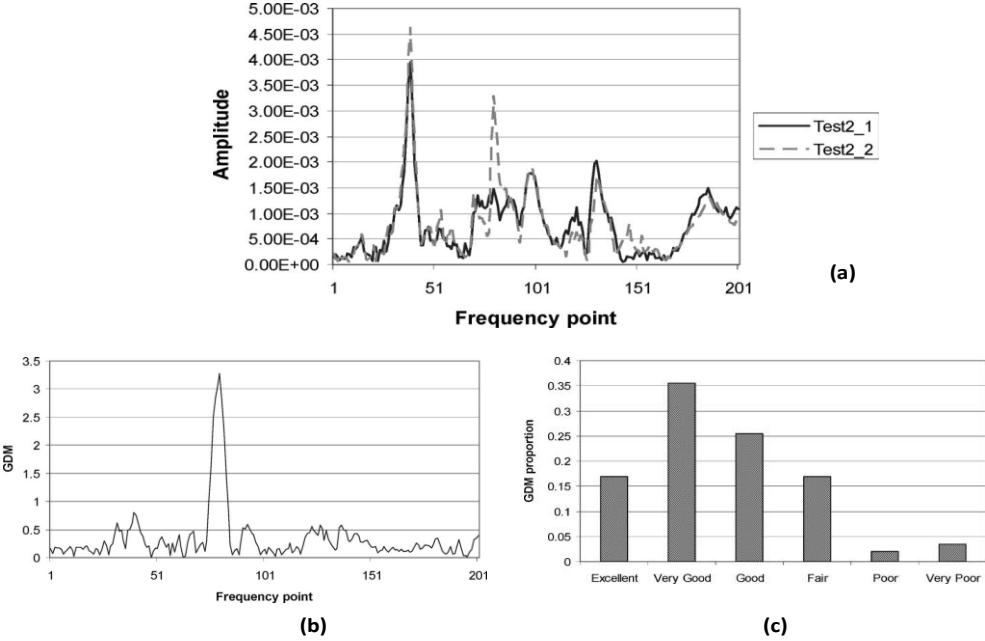 5.00E-03
4.50E-03
4.00E-03
3.50E-03
3.00E-03
2.50E-03
2.00E-03
1.50E-03
1.00E-03
5.00E-04
0.00E+00
Amplitude
1 51 101 151 201
Frequency point
Test2_1
Test2_2
(a)
3.5
3
2.5
2
1.5
1
0.5
0
GDM
1 51 101 151 201
Frequency point
(b)
0.4
0.35
0.3
0.25
0.2
0.15
0.1
0.05
0
GDM proportion
Excellent Very Good Good Fair Poor Very Poor
(c)